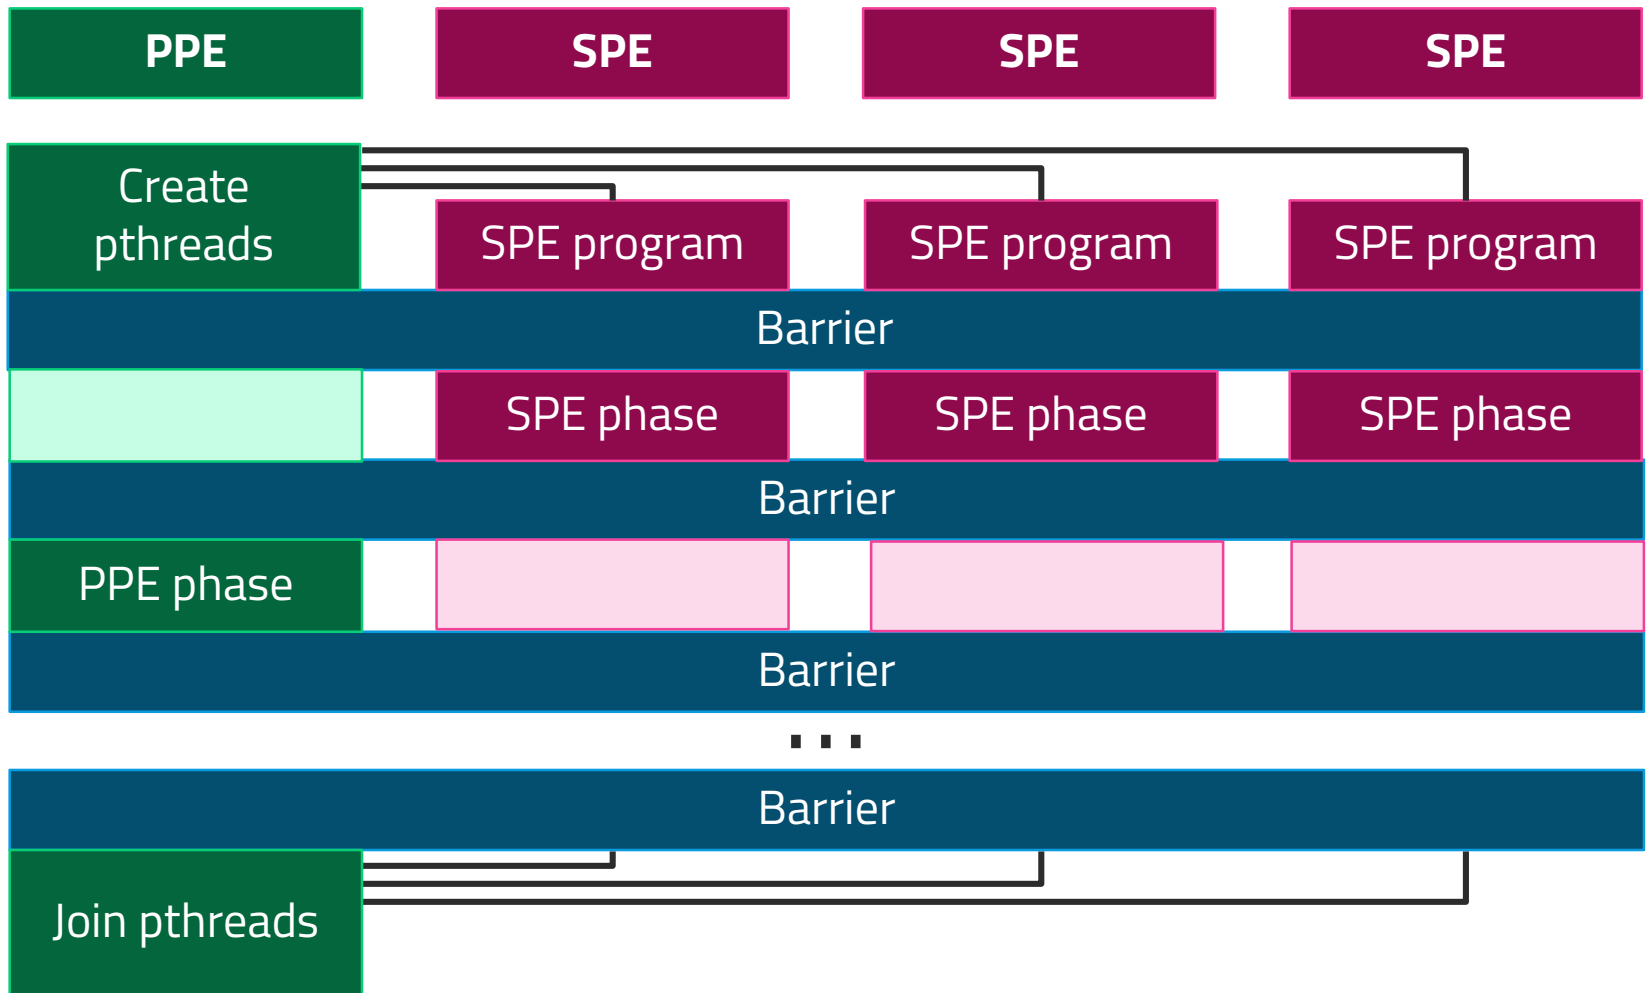 PPE
SPE
SPE
SPE
Create
pthreads
SPE program
SPE program
SPE program
Barrier
SPE phase
SPE phase
SPE phase
Barrier
PPE phase
Barrier
...
Barrier
Join pthreads